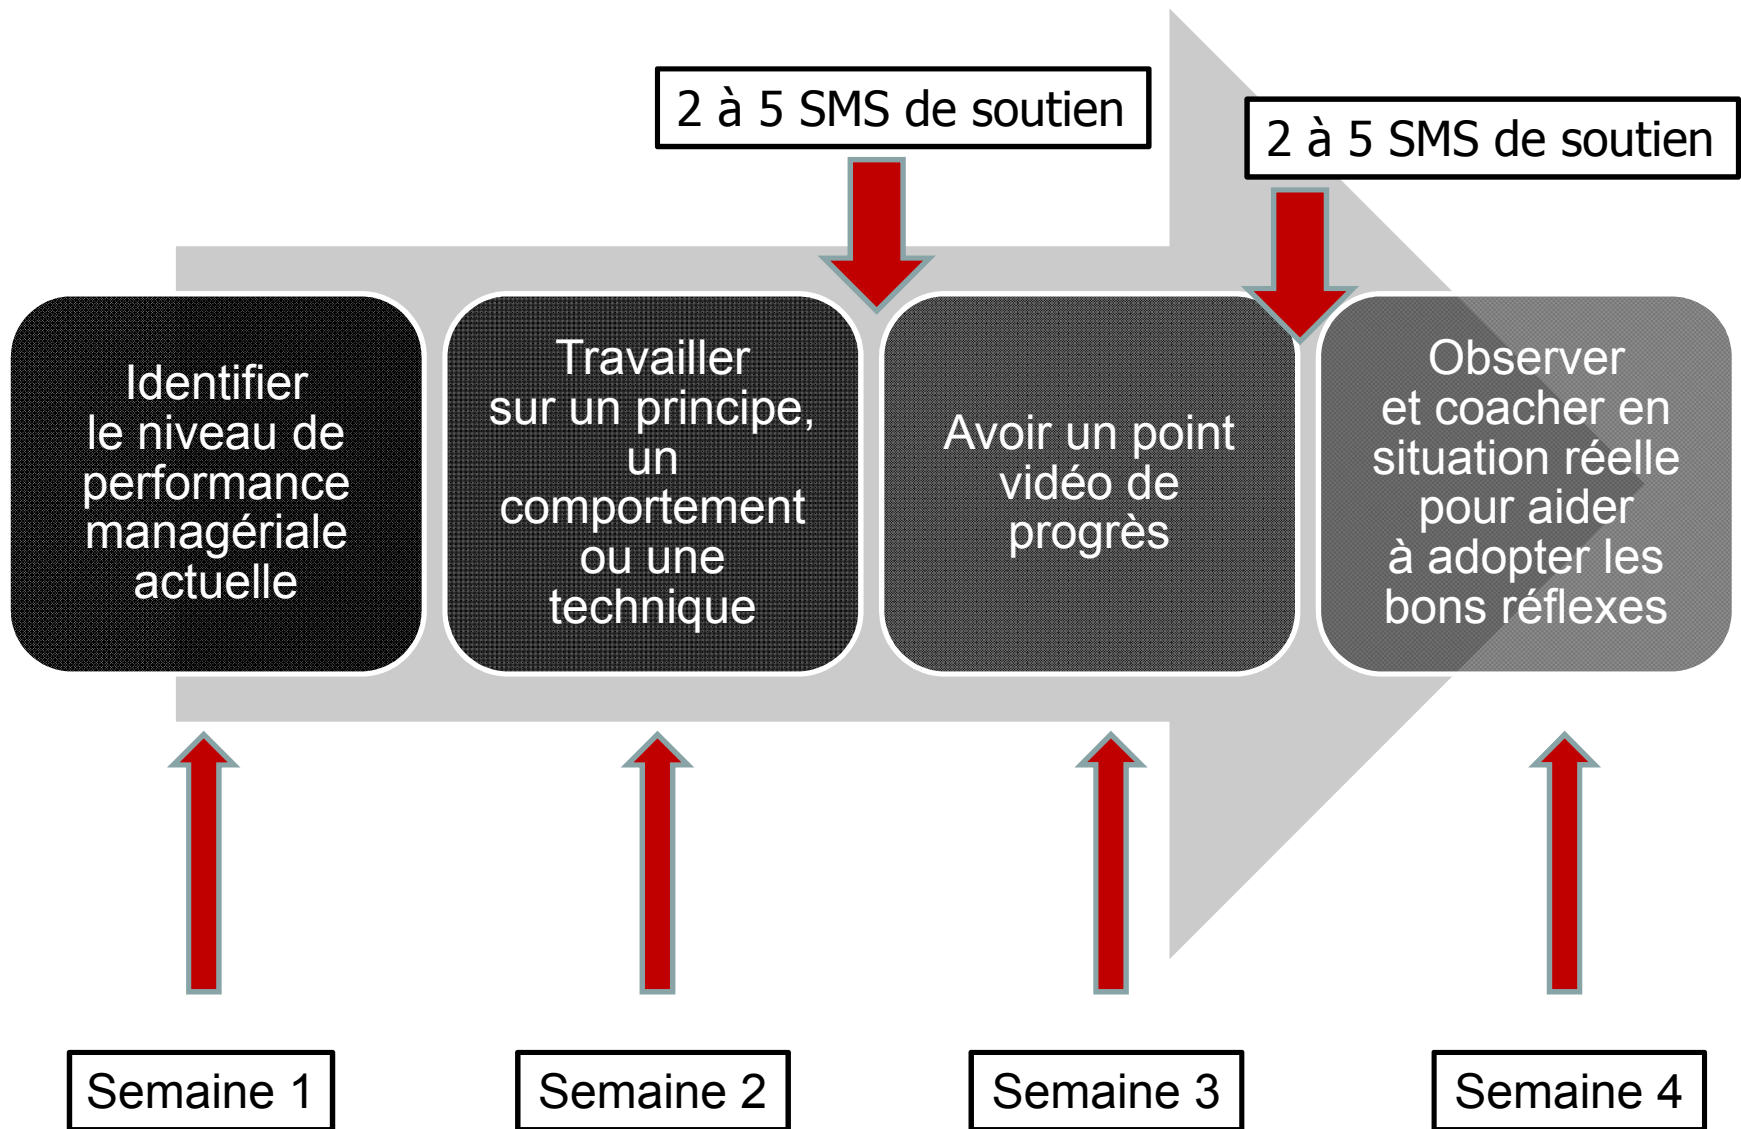 2 à 5 SMS de soutien
2 à 5 SMS de soutien
Identifier
le niveau de
performance
managériale
actuelle
Travailler
sur un principe,
un
comportement
ou une
technique
Avoir un point
vidéo de
progrès
Observer
et coacher en
situation réelle
pour aider
à adopter les
bons réflexes
Semaine 1
Semaine 2
Semaine 3
Semaine 4